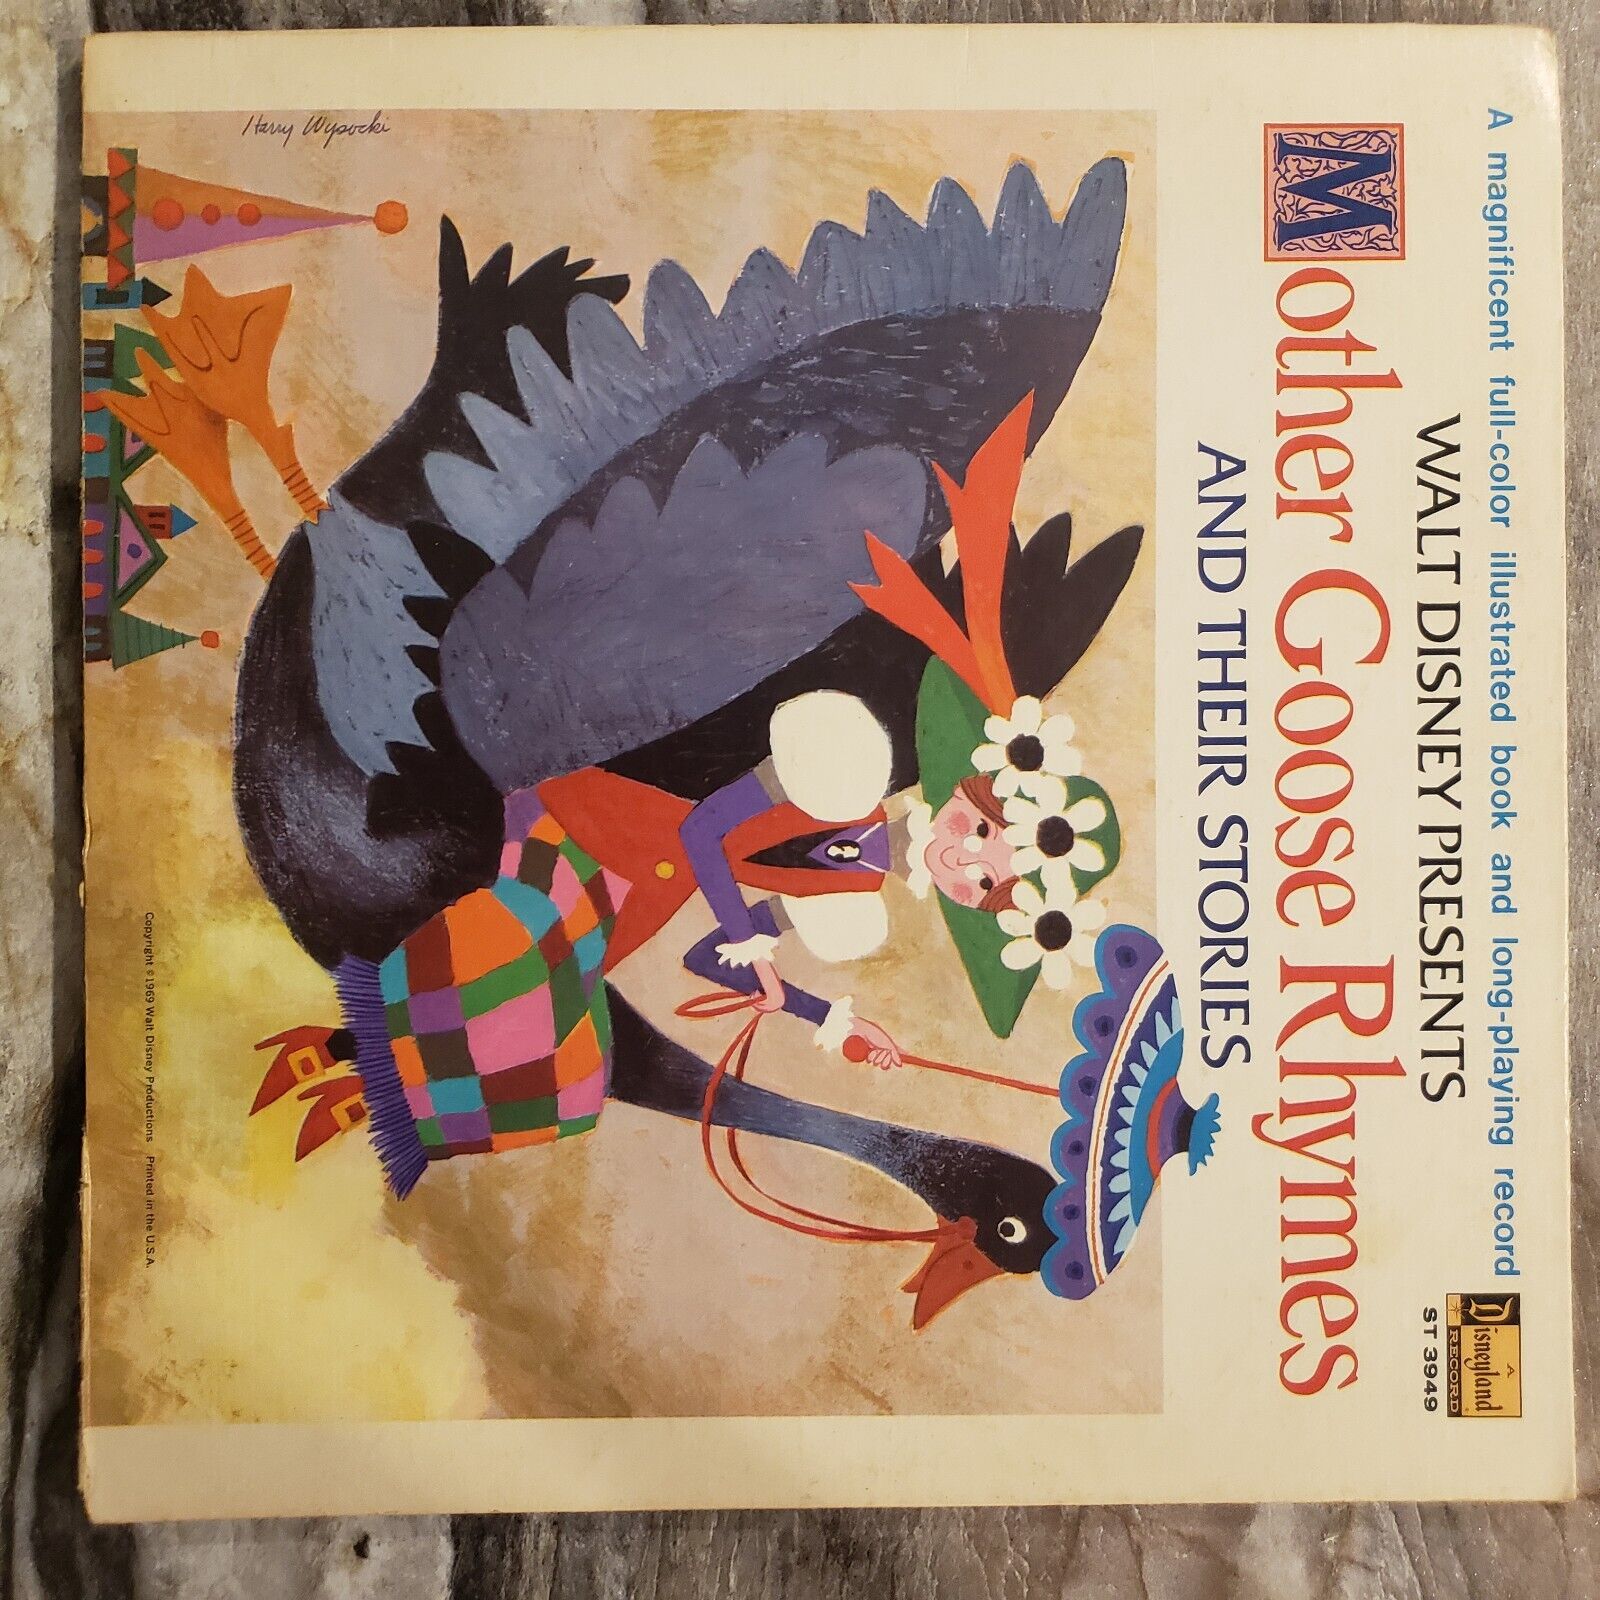 A magnificent full-color illustrated book and long-playing record
A
Disneyland
RECORD
ST 3949
WALT DISNEY PRESENTS
Mother Goose Rhymes
AND THEIR STORIES
Harry Wysocki
Copyright © 1969 Walt Disney Productions Printed in the U.S.A.